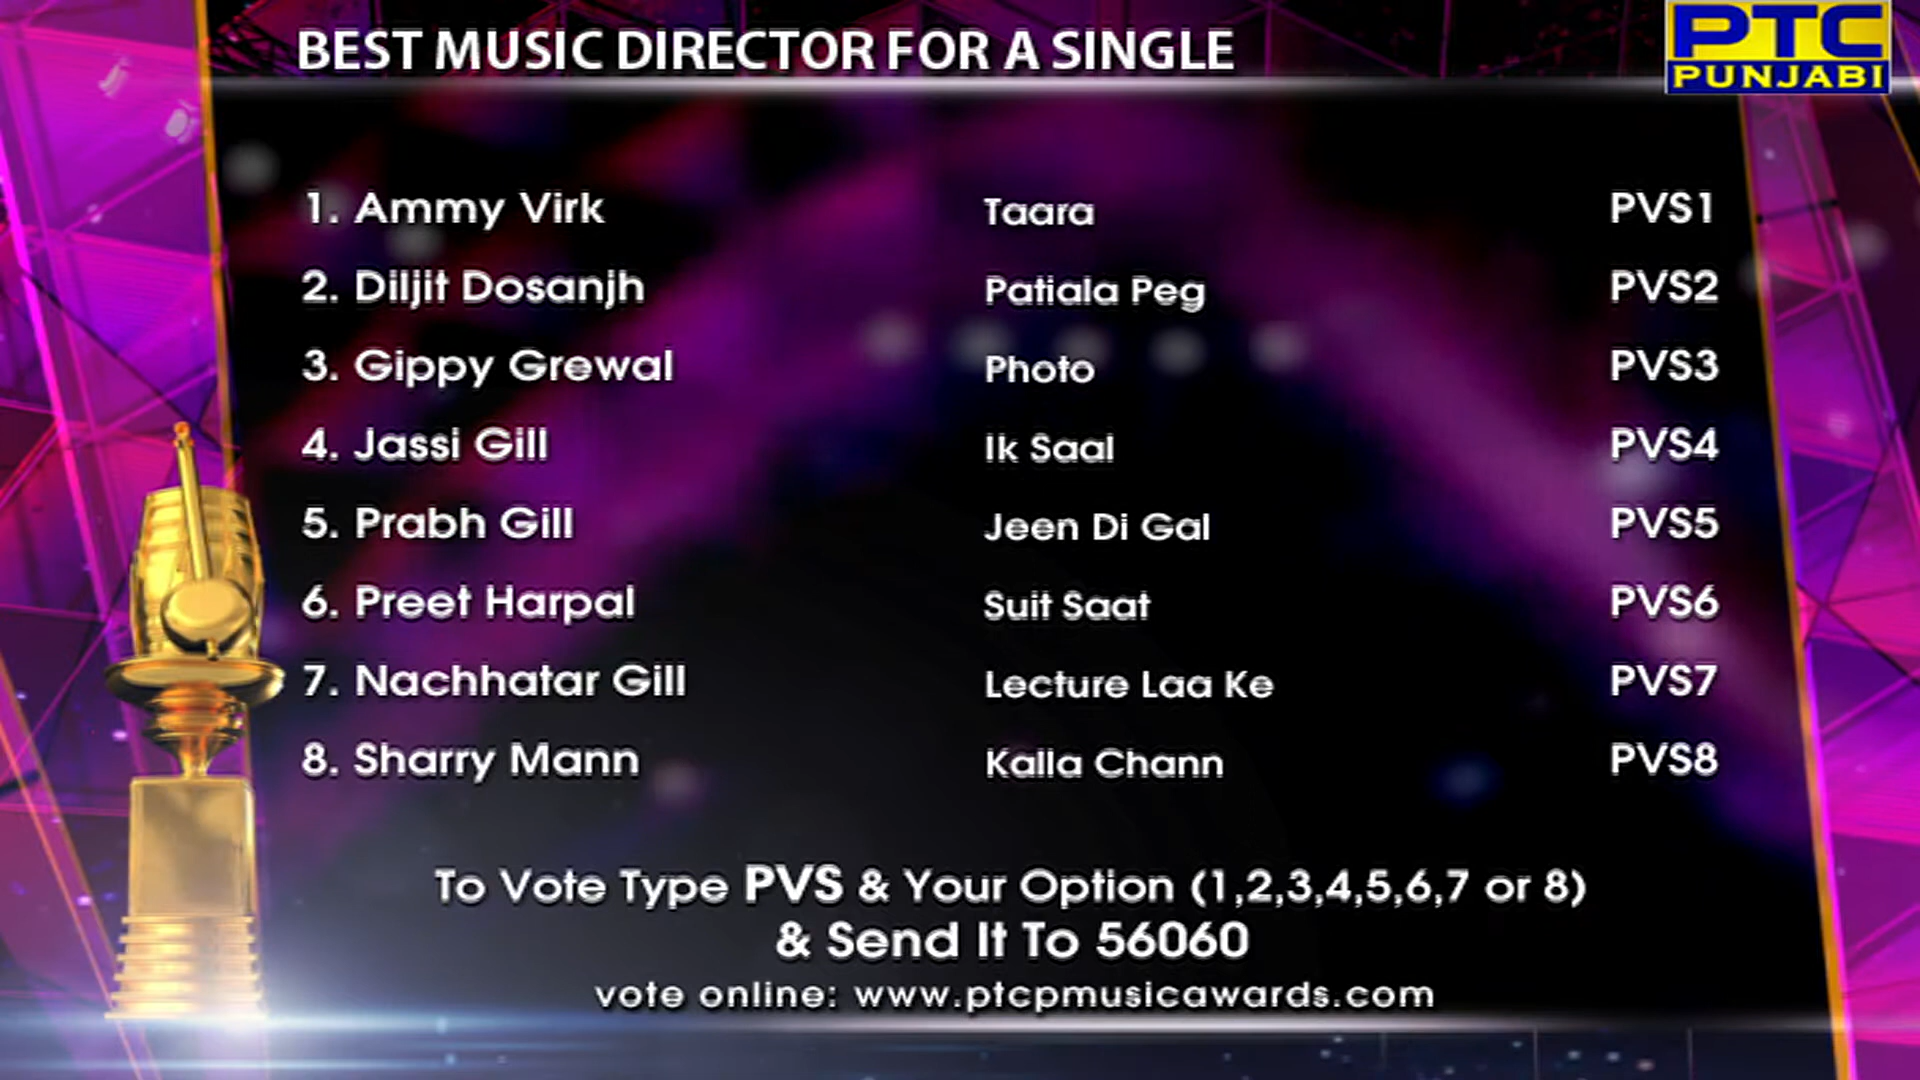 BEST MUSIC DIRECTOR FOR A SINGLE
PTC
PUNJABI
1. Ammy Virk Taara PVS1
2. Diljit Dosanjh Patiala Peg PVS2
3. Gippy Grewal Photo PVS3
4. Jassi Gill Ik Saal PVS4
5. Prabh Gill Jeen Di Gal PVS5
6. Preet Harpal Suit Saat PVS6
7. Nachhatar Gill Lecture Laa Ke PVS7
8. Sharry Mann Kalla Chann PVS8
To Vote Type PVS & Your Option (1,2,3,4,5,6,7 or 8)
& Send It To 56060
vote online: www.ptcpmusicawards.com